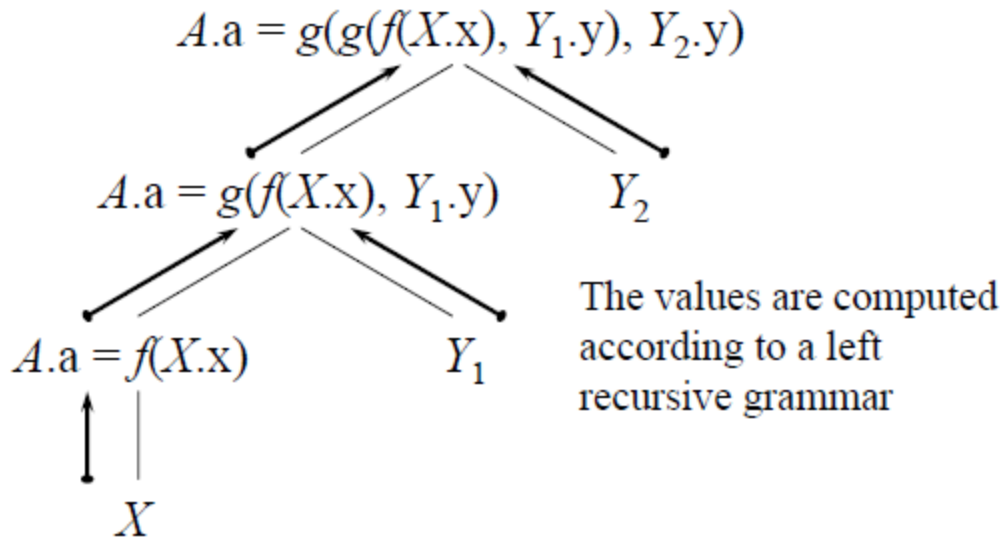 A.a = g(g(f(X.x), Y₁.y), Y₂.y)
A.a = g(f(X.x), Y₁.y)
Y₂
The values are computed
according to a left
recursive grammar
A.a = f(X.x)
Y₁
X